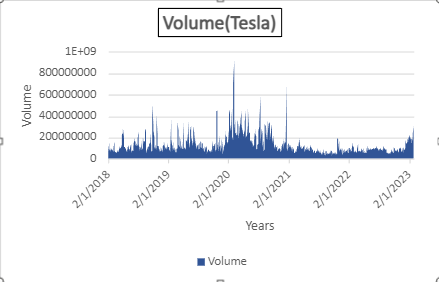 Volume(Tesla)
1E+09
800000000
600000000
400000000
200000000
0
Volume
2/1/2018
2/1/2019
2/1/2020
2/1/2021
2/1/2022
2/1/2023
Years
Volume